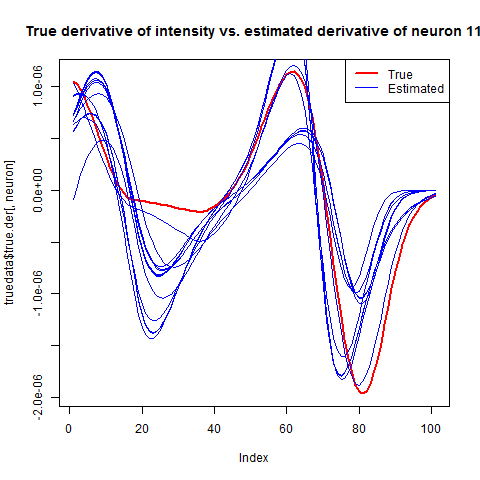 True derivative of intensity vs. estimated derivative of neuron 11
True
Estimated
truedata$true.der[, neuron]
1.0e-06
0.0e+00
-1.0e-06
-2.0e-06
0 20 40 60 80 100
Index